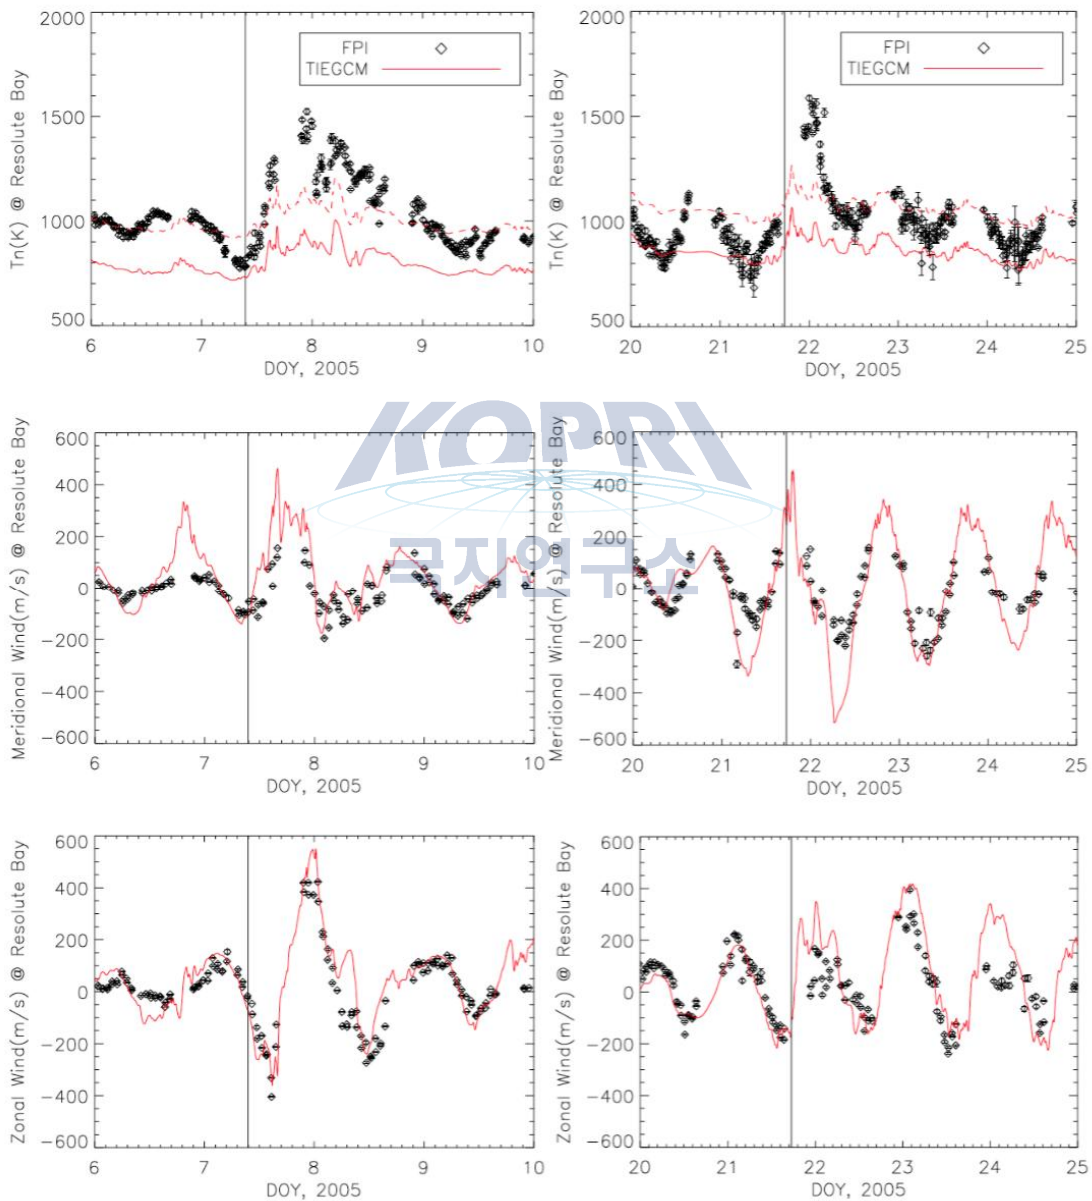 2000
1500
1000
500
Tn(K) @ Resolute Bay
FPI
TIEGCM
6 7 8 9 10
DOY, 2005
2000
1500
1000
500
Tn(K) @ Resolute Bay
FPI
TIEGCM
20 21 22 23 24 25
DOY, 2005
KOPRI
극지연구소
600
400
200
0
-200
-400
-600
Meridional Wind(m/s) @ Resolute Bay
6 7 8 9 10
DOY, 2005
600
400
200
0
-200
-400
-600
Meridional Wind(m/s) @ Resolute Bay
20 21 22 23 24 25
DOY, 2005
600
400
200
0
-200
-400
-600
Zonal Wind(m/s) @ Resolute Bay
6 7 8 9 10
DOY, 2005
600
400
200
0
-200
-400
-600
Zonal Wind(m/s) @ Resolute Bay
20 21 22 23 24 25
DOY, 2005